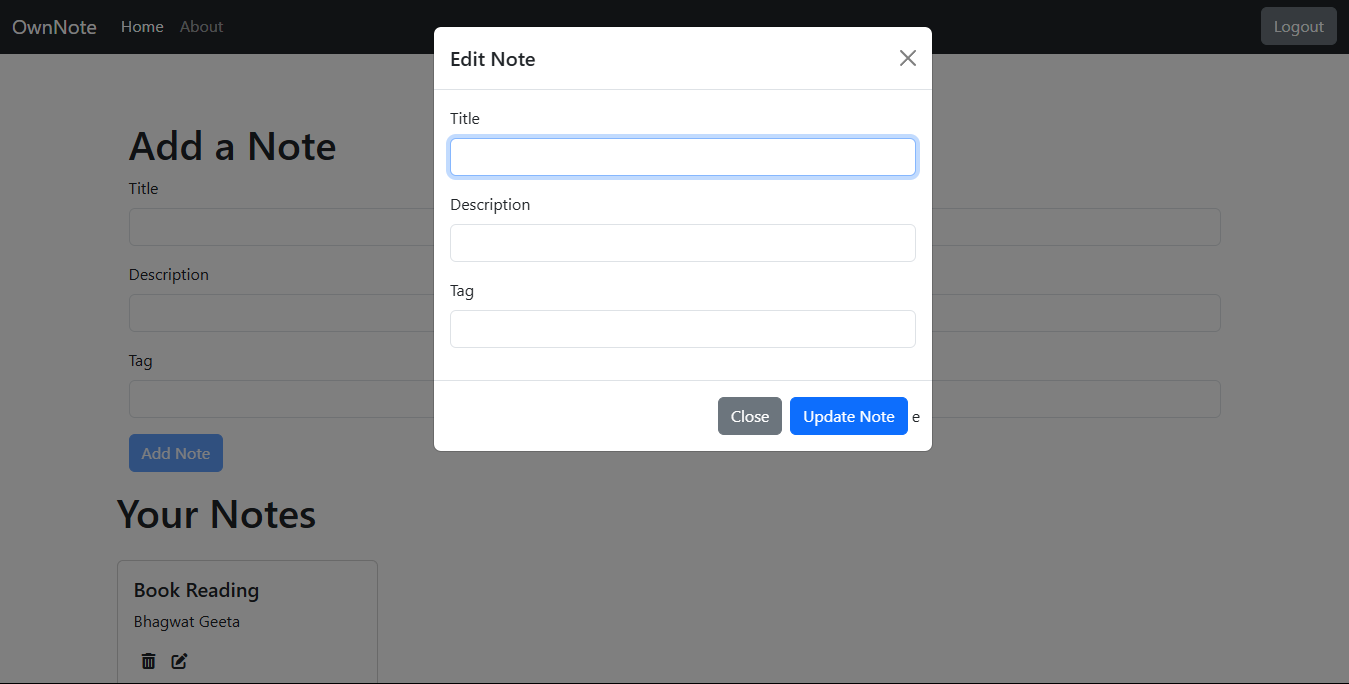 OwnNote Home About Logout
Edit Note
Title
Description
Tag
Close Update Note e
Add a Note
Title
Description
Tag
Add Note
Your Notes
Book Reading
Bhagwat Geeta